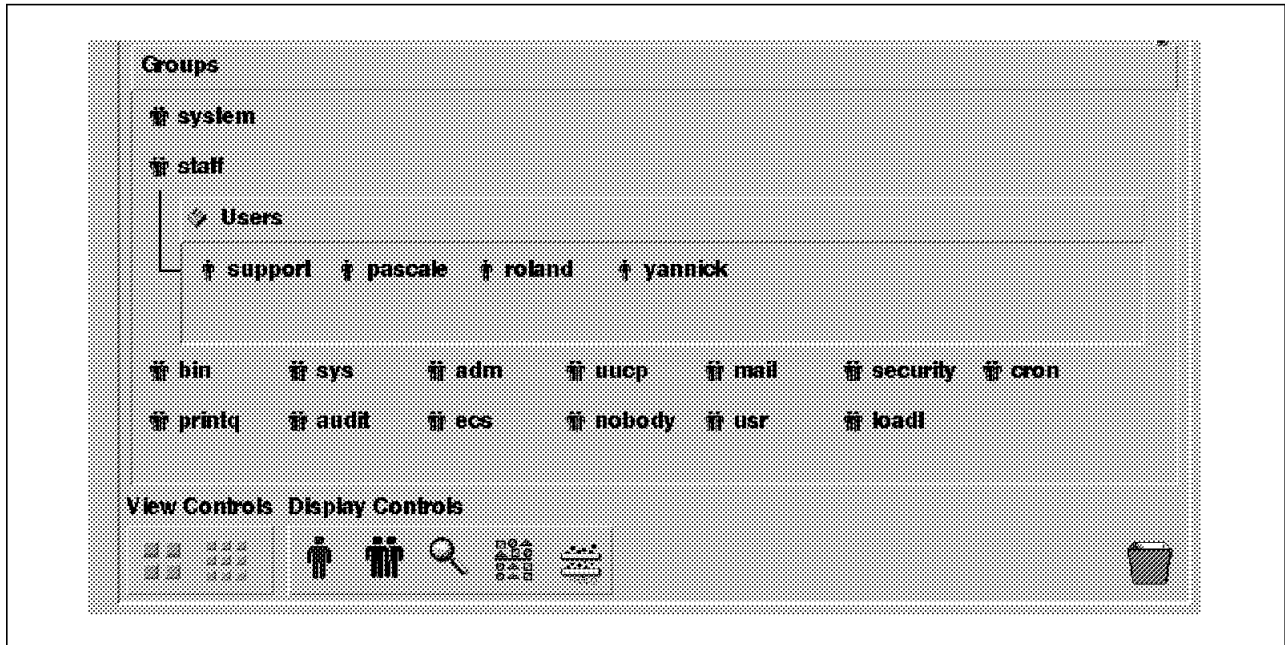 Groups
system
staff
Users
support pascale roland yannick
bin sys adm uucp mail security cron
printq audit ecs nobody usr loadl
View Controls Display Controls